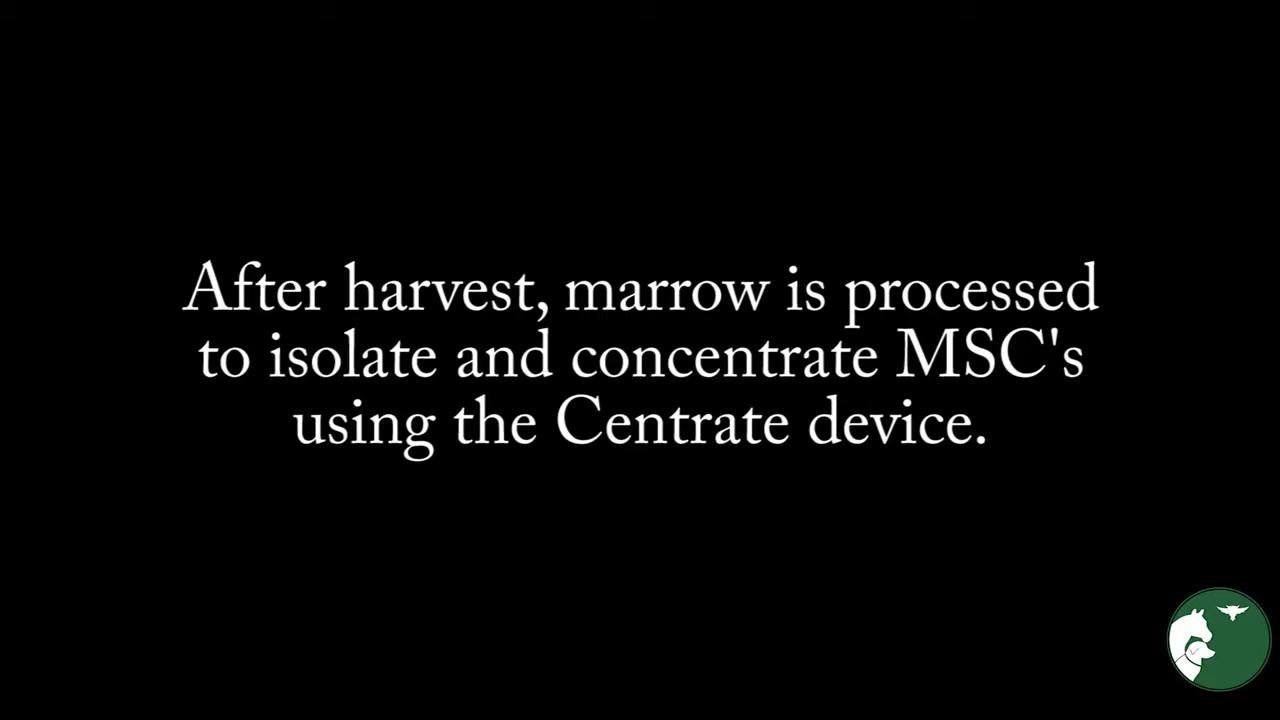 After harvest, marrow is processed
to isolate and concentrate MSC's
using the Centrate device.